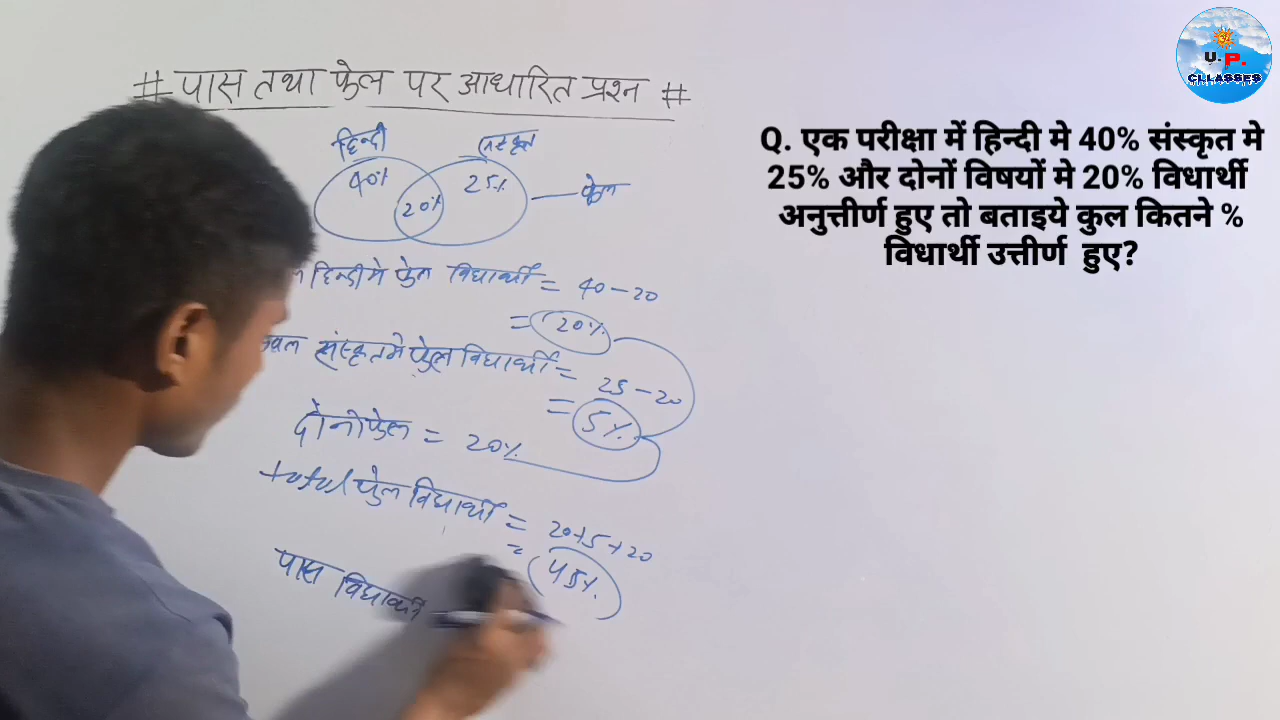 # पास तथा फेल पर आधारित प्रश्न #
हिन्दी
40%
20%
25%
फेल
हिन्दी मे फेल विद्यार्थी = 40-20
= 20%
संस्कृत मे फेल विद्यार्थी = 25-20
= 5%
दोनो फेल = 20%
total फेल विद्यार्थी = 20+5+20
= 45%
पास विद्यार्थी
U.P.
CLLASSES
Q. एक परीक्षा में हिन्दी मे 40% संस्कृत मे
25% और दोनों विषयों मे 20% विधार्थी
अनुत्तीर्ण हुए तो बताइये कुल कितने %
विधार्थी उत्तीर्ण हुए?